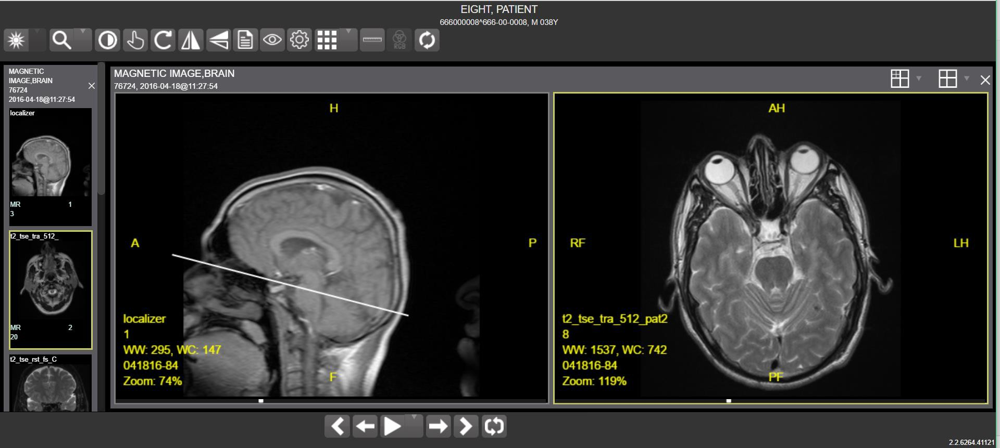 EIGHT, PATIENT
666000008^666-00-0008, M 038Y
RGB
MAGNETIC
IMAGE,BRAIN
76724
2016-04-18@11:27:54
localizer
MR 1
3
t2_tse_tra_512_
MR 2
20
t2_tse_rst_fs_C
MAGNETIC IMAGE,BRAIN
76724, 2016-04-18@11:27:54
H
A
P
localizer
1
WW: 295, WC: 147
041816-84
F
Zoom: 74%
AH
RF
LH
t2_tse_tra_512_pat2
8
WW: 1537, WC: 742
041816-84
PF
Zoom: 119%
2.2.6264.41121